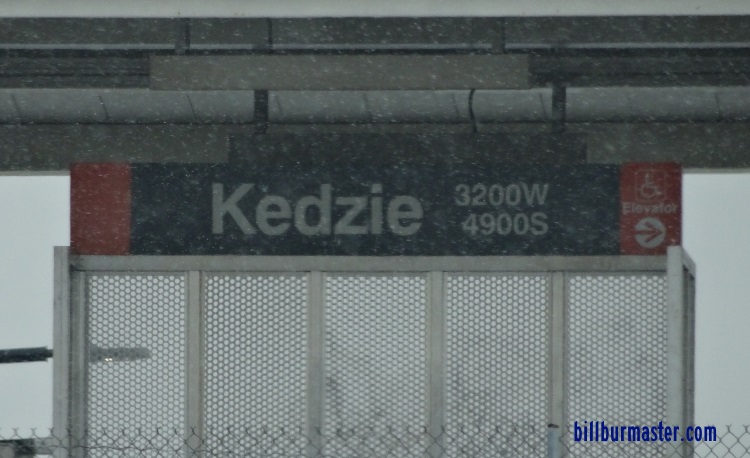 Kedzie
3200W
4900S
Elevator
billburmaster.com